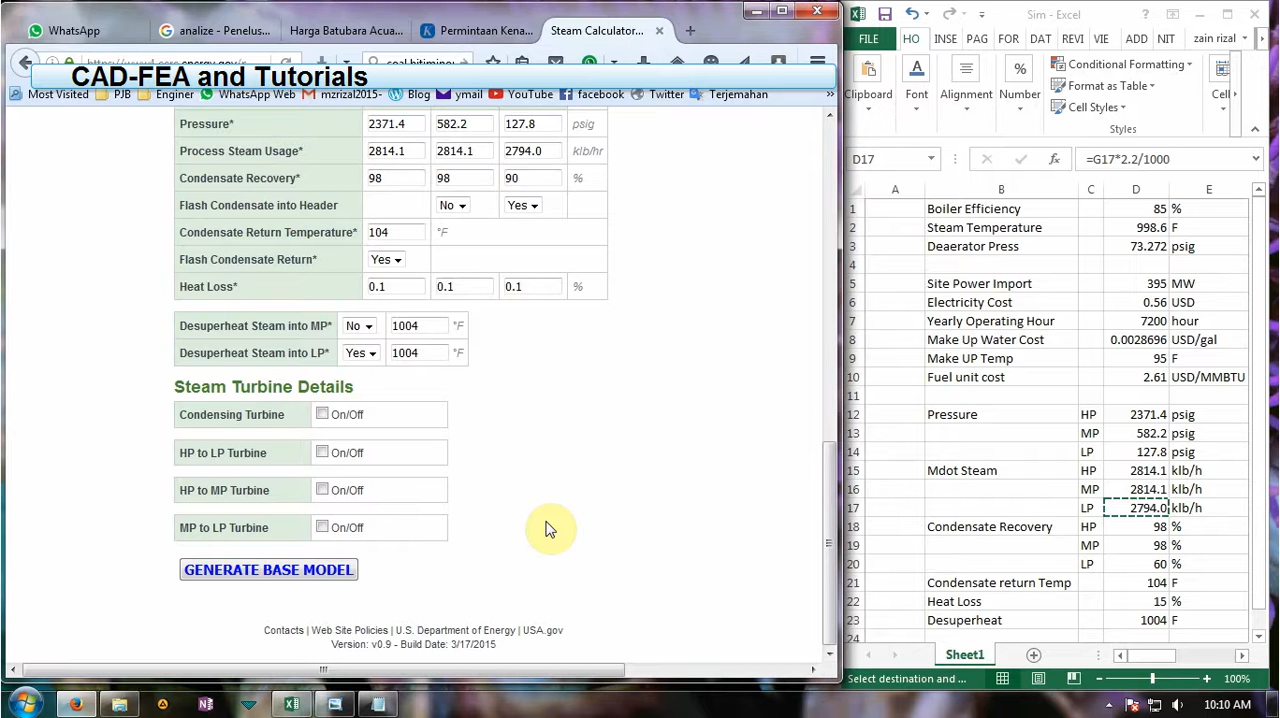 WhatsApp
analize - Penelus...
Harga Batubara Acua...
Permintaan Kena...
Steam Calculator...
CAD-FEA and Tutorials
Most Visited
PJB
Enginer
WhatsApp Web
mzrizal2015-
Blog
ymail
YouTube
facebook
Twitter
Terjemahan
»
Pressure* 2371.4 582.2 127.8 psig
Process Steam Usage* 2814.1 2814.1 2794.0 klb/hr
Condensate Recovery* 98 98 90 %
Flash Condensate into Header No Yes
Condensate Return Temperature* 104 °F
Flash Condensate Return* Yes
Heat Loss* 0.1 0.1 0.1 %
Desuperheat Steam into MP* No 1004 °F
Desuperheat Steam into LP* Yes 1004 °F
Steam Turbine Details
Condensing Turbine On/Off
HP to LP Turbine On/Off
HP to MP Turbine On/Off
MP to LP Turbine On/Off
GENERATE BASE MODEL
Contacts | Web Site Policies | U.S. Department of Energy | USA.gov
Version: v0.9 - Build Date: 3/17/2015
Sim - Excel
FILE HO INSE PAG FOR DAT REVI VIE ADD NIT zain rizal
Font Alignment Number
Conditional Formatting
Format as Table
Cell Styles
Styles
D17 fx =G17*2.2/1000
A B C D E
1 Boiler Efficiency 85 %
2 Steam Temperature 998.6 F
3 Deaerator Press 73.272 psig
4
5 Site Power Import 395 MW
6 Electricity Cost 0.56 USD
7 Yearly Operating Hour 7200 hour
8 Make Up Water Cost 0.0028696 USD/gal
9 Make UP Temp 95 F
10 Fuel unit cost 2.61 USD/MMBTU
11
12 Pressure HP 2371.4 psig
13 MP 582.2 psig
14 LP 127.8 psig
15 Mdot Steam HP 2814.1 klb/h
16 MP 2814.1 klb/h
17 LP 2794.0 klb/h
18 Condensate Recovery HP 98 %
19 MP 98 %
20 LP 60 %
21 Condensate return Temp 104 F
22 Heat Loss 15 %
23 Desuperheat 1004 F
24
Sheet1
Select destination and ... 100%
10:10 AM